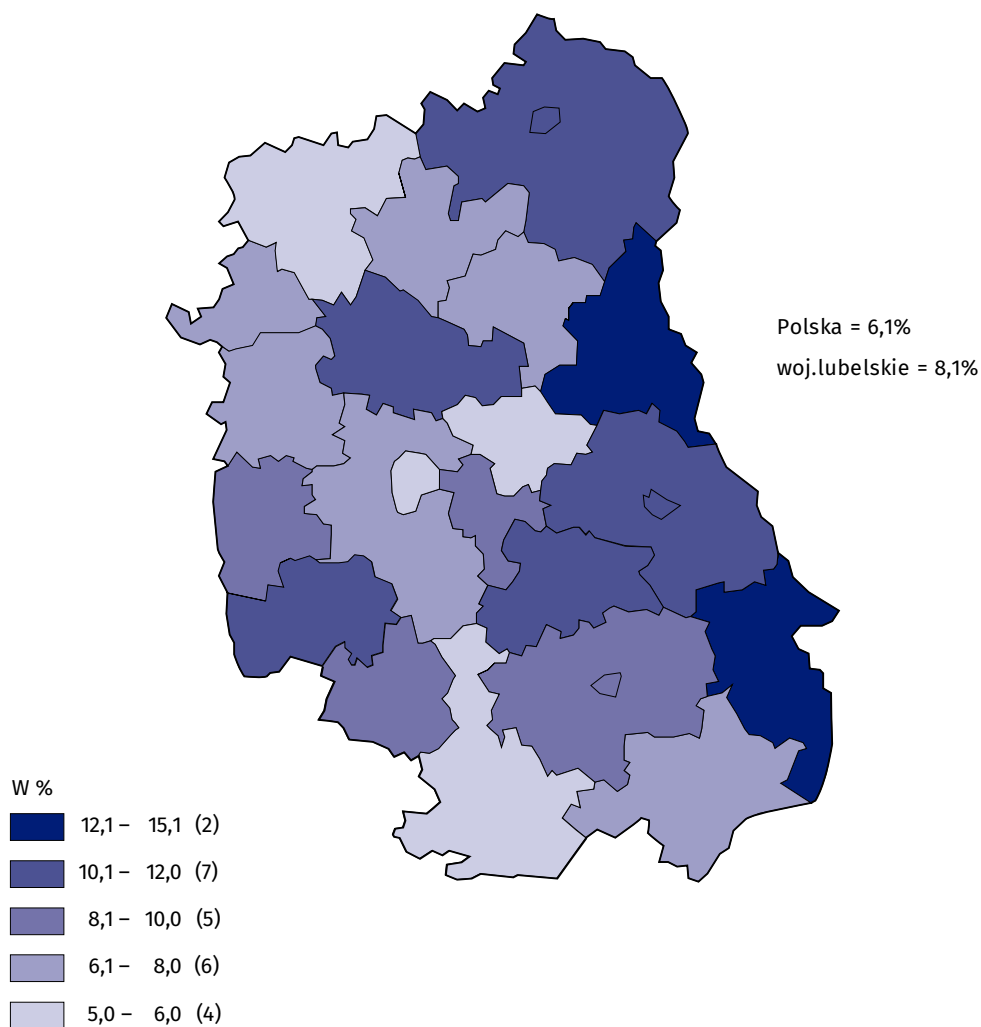 Polska = 6,1%
woj.lubelskie = 8,1%
W %
12,1 – 15,1 (2)
10,1 – 12,0 (7)
8,1 – 10,0 (5)
6,1 – 8,0 (6)
5,0 – 6,0 (4)